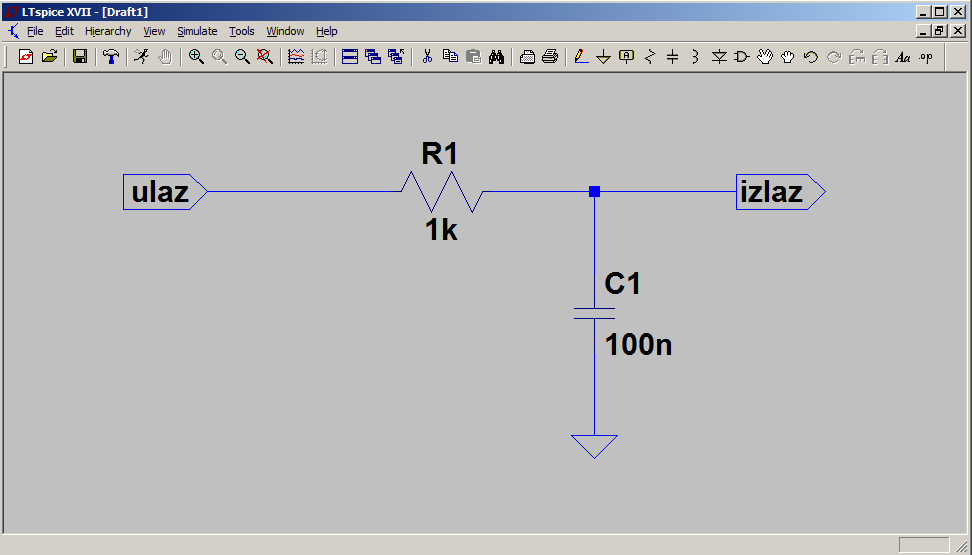 LTspice XVII - [Draft1]
File Edit Hierarchy View Simulate Tools Window Help
Aa .op
R1
ulaz
izlaz
1k
C1
100n